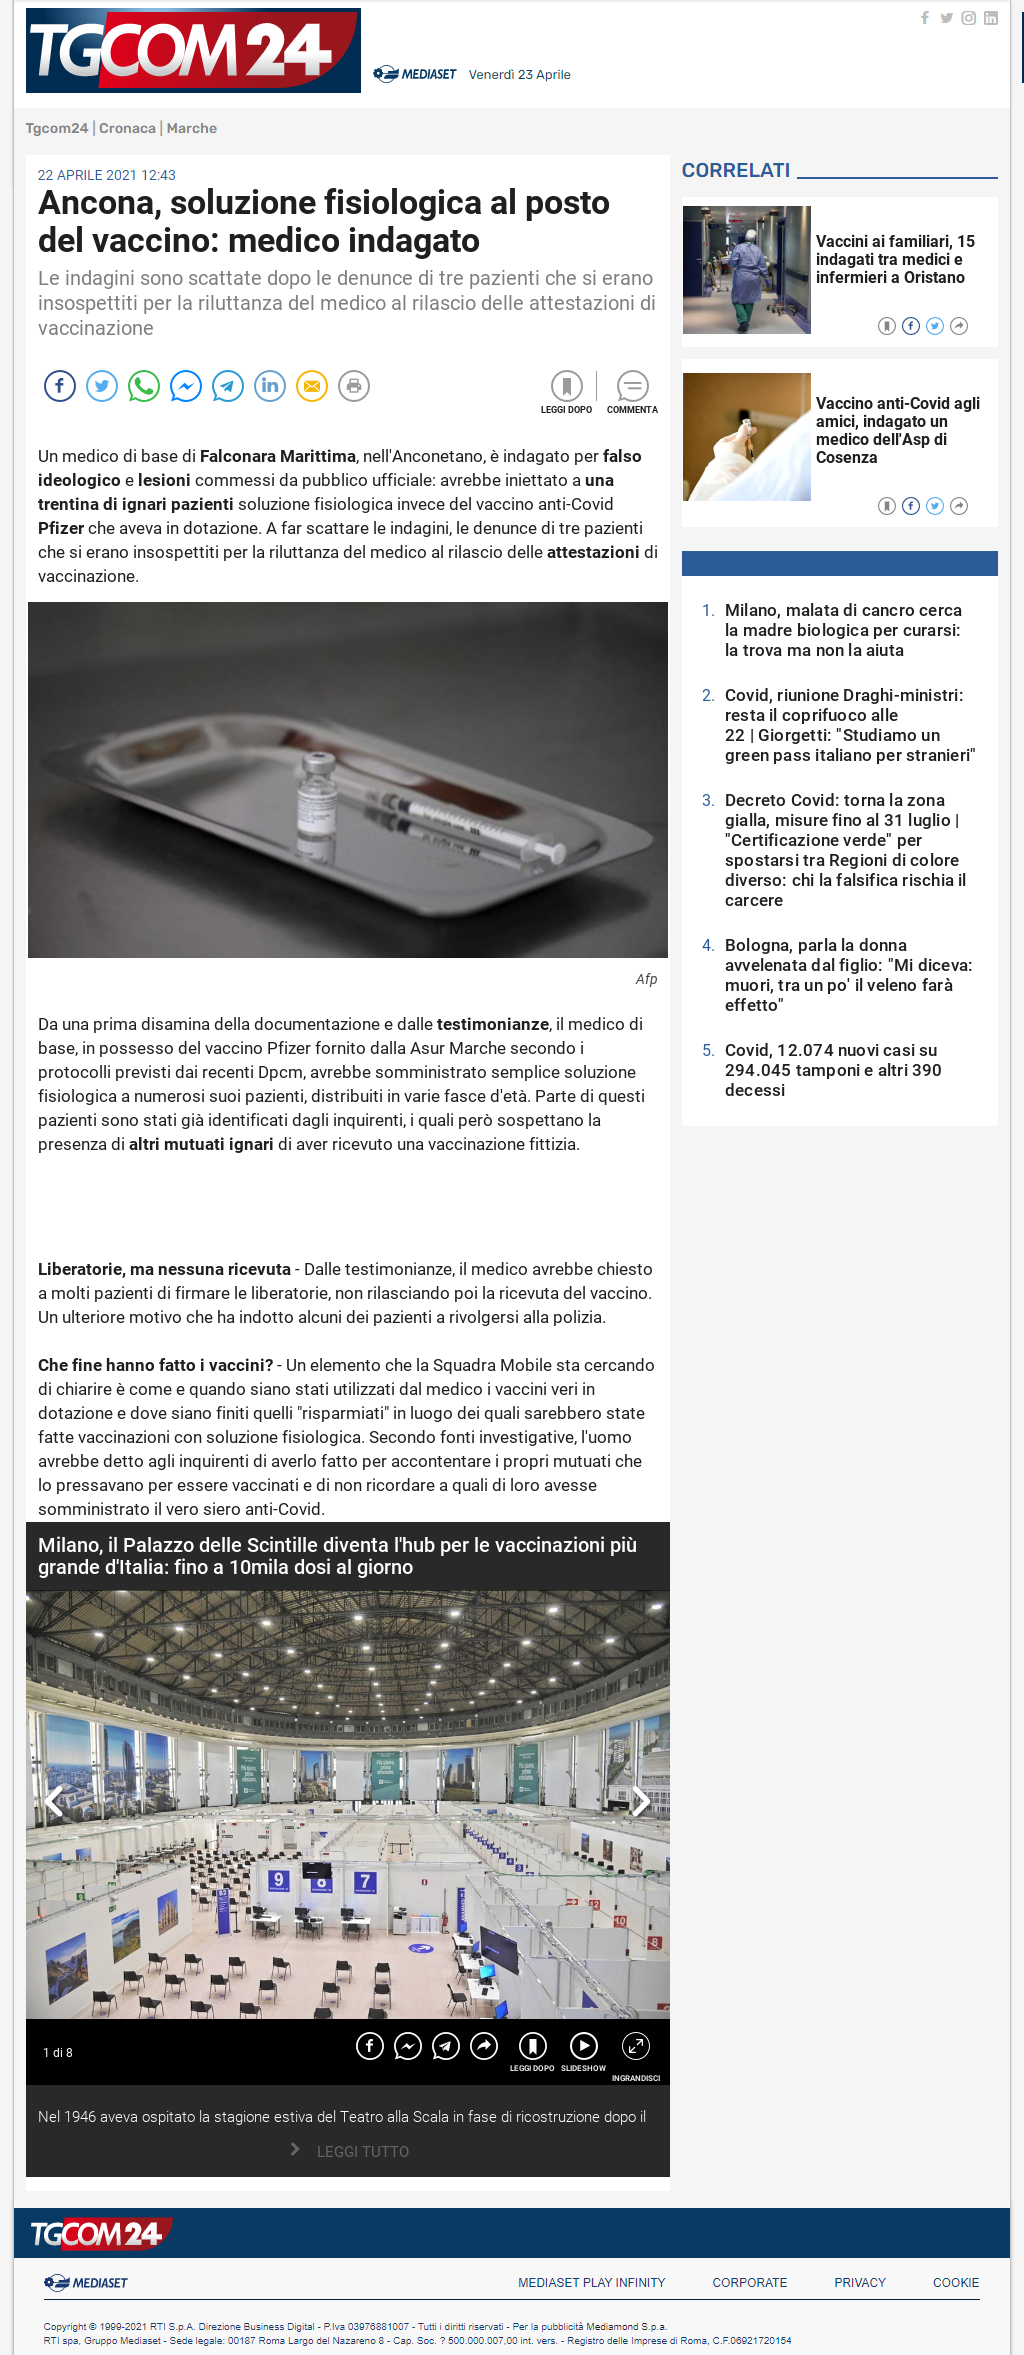 TGCOM24
MEDIASET
Venerdì 23 Aprile
Tgcom24 | Cronaca | Marche
22 APRILE 2021 12:43
Ancona, soluzione fisiologica al posto
del vaccino: medico indagato
Le indagini sono scattate dopo le denunce di tre pazienti che si erano
insospettiti per la riluttanza del medico al rilascio delle attestazioni di
vaccinazione
LEGGI DOPO
COMMENTA
Un medico di base di Falconara Marittima, nell'Anconetano, è indagato per falso
ideologico e lesioni commessi da pubblico ufficiale: avrebbe iniettato a una
trentina di ignari pazienti soluzione fisiologica invece del vaccino anti-Covid
Pfizer che aveva in dotazione. A far scattare le indagini, le denunce di tre pazienti
che si erano insospettiti per la riluttanza del medico al rilascio delle attestazioni di
vaccinazione.
Afp
Da una prima disamina della documentazione e dalle testimonianze, il medico di
base, in possesso del vaccino Pfizer fornito dalla Asur Marche secondo i
protocolli previsti dai recenti Dpcm, avrebbe somministrato semplice soluzione
fisiologica a numerosi suoi pazienti, distribuiti in varie fasce d'età. Parte di questi
pazienti sono stati già identificati dagli inquirenti, i quali però sospettano la
presenza di altri mutuati ignari di aver ricevuto una vaccinazione fittizia.
Liberatorie, ma nessuna ricevuta - Dalle testimonianze, il medico avrebbe chiesto
a molti pazienti di firmare le liberatorie, non rilasciando poi la ricevuta del vaccino.
Un ulteriore motivo che ha indotto alcuni dei pazienti a rivolgersi alla polizia.
Che fine hanno fatto i vaccini? - Un elemento che la Squadra Mobile sta cercando
di chiarire è come e quando siano stati utilizzati dal medico i vaccini veri in
dotazione e dove siano finiti quelli "risparmiati" in luogo dei quali sarebbero state
fatte vaccinazioni con soluzione fisiologica. Secondo fonti investigative, l'uomo
avrebbe detto agli inquirenti di averlo fatto per accontentare i propri mutuati che
lo pressavano per essere vaccinati e di non ricordare a quali di loro avesse
somministrato il vero siero anti-Covid.
Milano, il Palazzo delle Scintille diventa l'hub per le vaccinazioni più
grande d'Italia: fino a 10mila dosi al giorno
9
8
7
12
10
8
1 di 8
LEGGI DOPO
SLIDESHOW
INGRANDISCI
Nel 1946 aveva ospitato la stagione estiva del Teatro alla Scala in fase di ricostruzione dopo il
LEGGI TUTTO
CORRELATI
Vaccini ai familiari, 15
indagati tra medici e
infermieri a Oristano
Vaccino anti-Covid agli
amici, indagato un
medico dell'Asp di
Cosenza
1. Milano, malata di cancro cerca
la madre biologica per curarsi:
la trova ma non la aiuta
2. Covid, riunione Draghi-ministri:
resta il coprifuoco alle
22 | Giorgetti: "Studiamo un
green pass italiano per stranieri"
3. Decreto Covid: torna la zona
gialla, misure fino al 31 luglio |
"Certificazione verde" per
spostarsi tra Regioni di colore
diverso: chi la falsifica rischia il
carcere
4. Bologna, parla la donna
avvelenata dal figlio: "Mi diceva:
muori, tra un po' il veleno farà
effetto"
5. Covid, 12.074 nuovi casi su
294.045 tamponi e altri 390
decessi
TGCOM24
MEDIASET
MEDIASET PLAY INFINITY
CORPORATE
PRIVACY
COOKIE
Copyright © 1999-2021 RTI S.p.A. Direzione Business Digital - P.Iva 03976881007 - Tutti i diritti riservati - Per la pubblicità Mediamond S.p.a.
RTI spa, Gruppo Mediaset - Sede legale: 00187 Roma Largo del Nazareno 8 - Cap. Soc. ? 500.000.007,00 int. vers. - Registro delle Imprese di Roma, C.F.06921720154